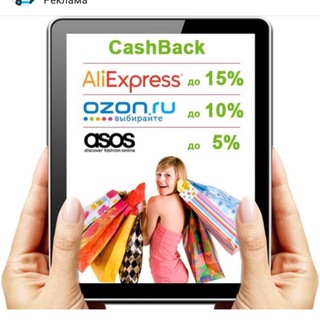 Реклама
CashBack
AliExpress до 15%
ozon.ru до 10%
выбирайте
asos до 5%
discover fashion online